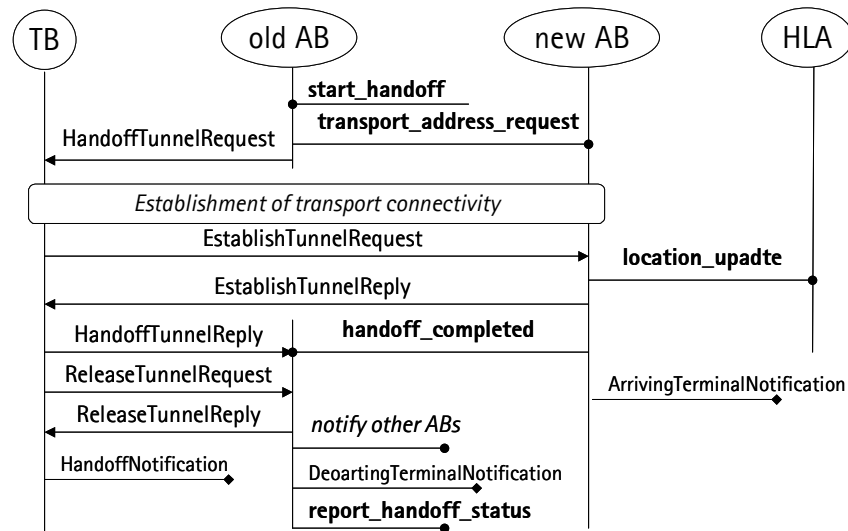 TB
old AB
new AB
HLA
start_handoff
transport_address_request
HandoffTunnelRequest
Establishment of transport connectivity
EstablishTunnelRequest
location_upadte
EstablishTunnelReply
HandoffTunnelReply
handoff_completed
ReleaseTunnelRequest
ArrivingTerminalNotification
ReleaseTunnelReply
notify other ABs
HandoffNotification
DeoartingTerminalNotification
report_handoff_status